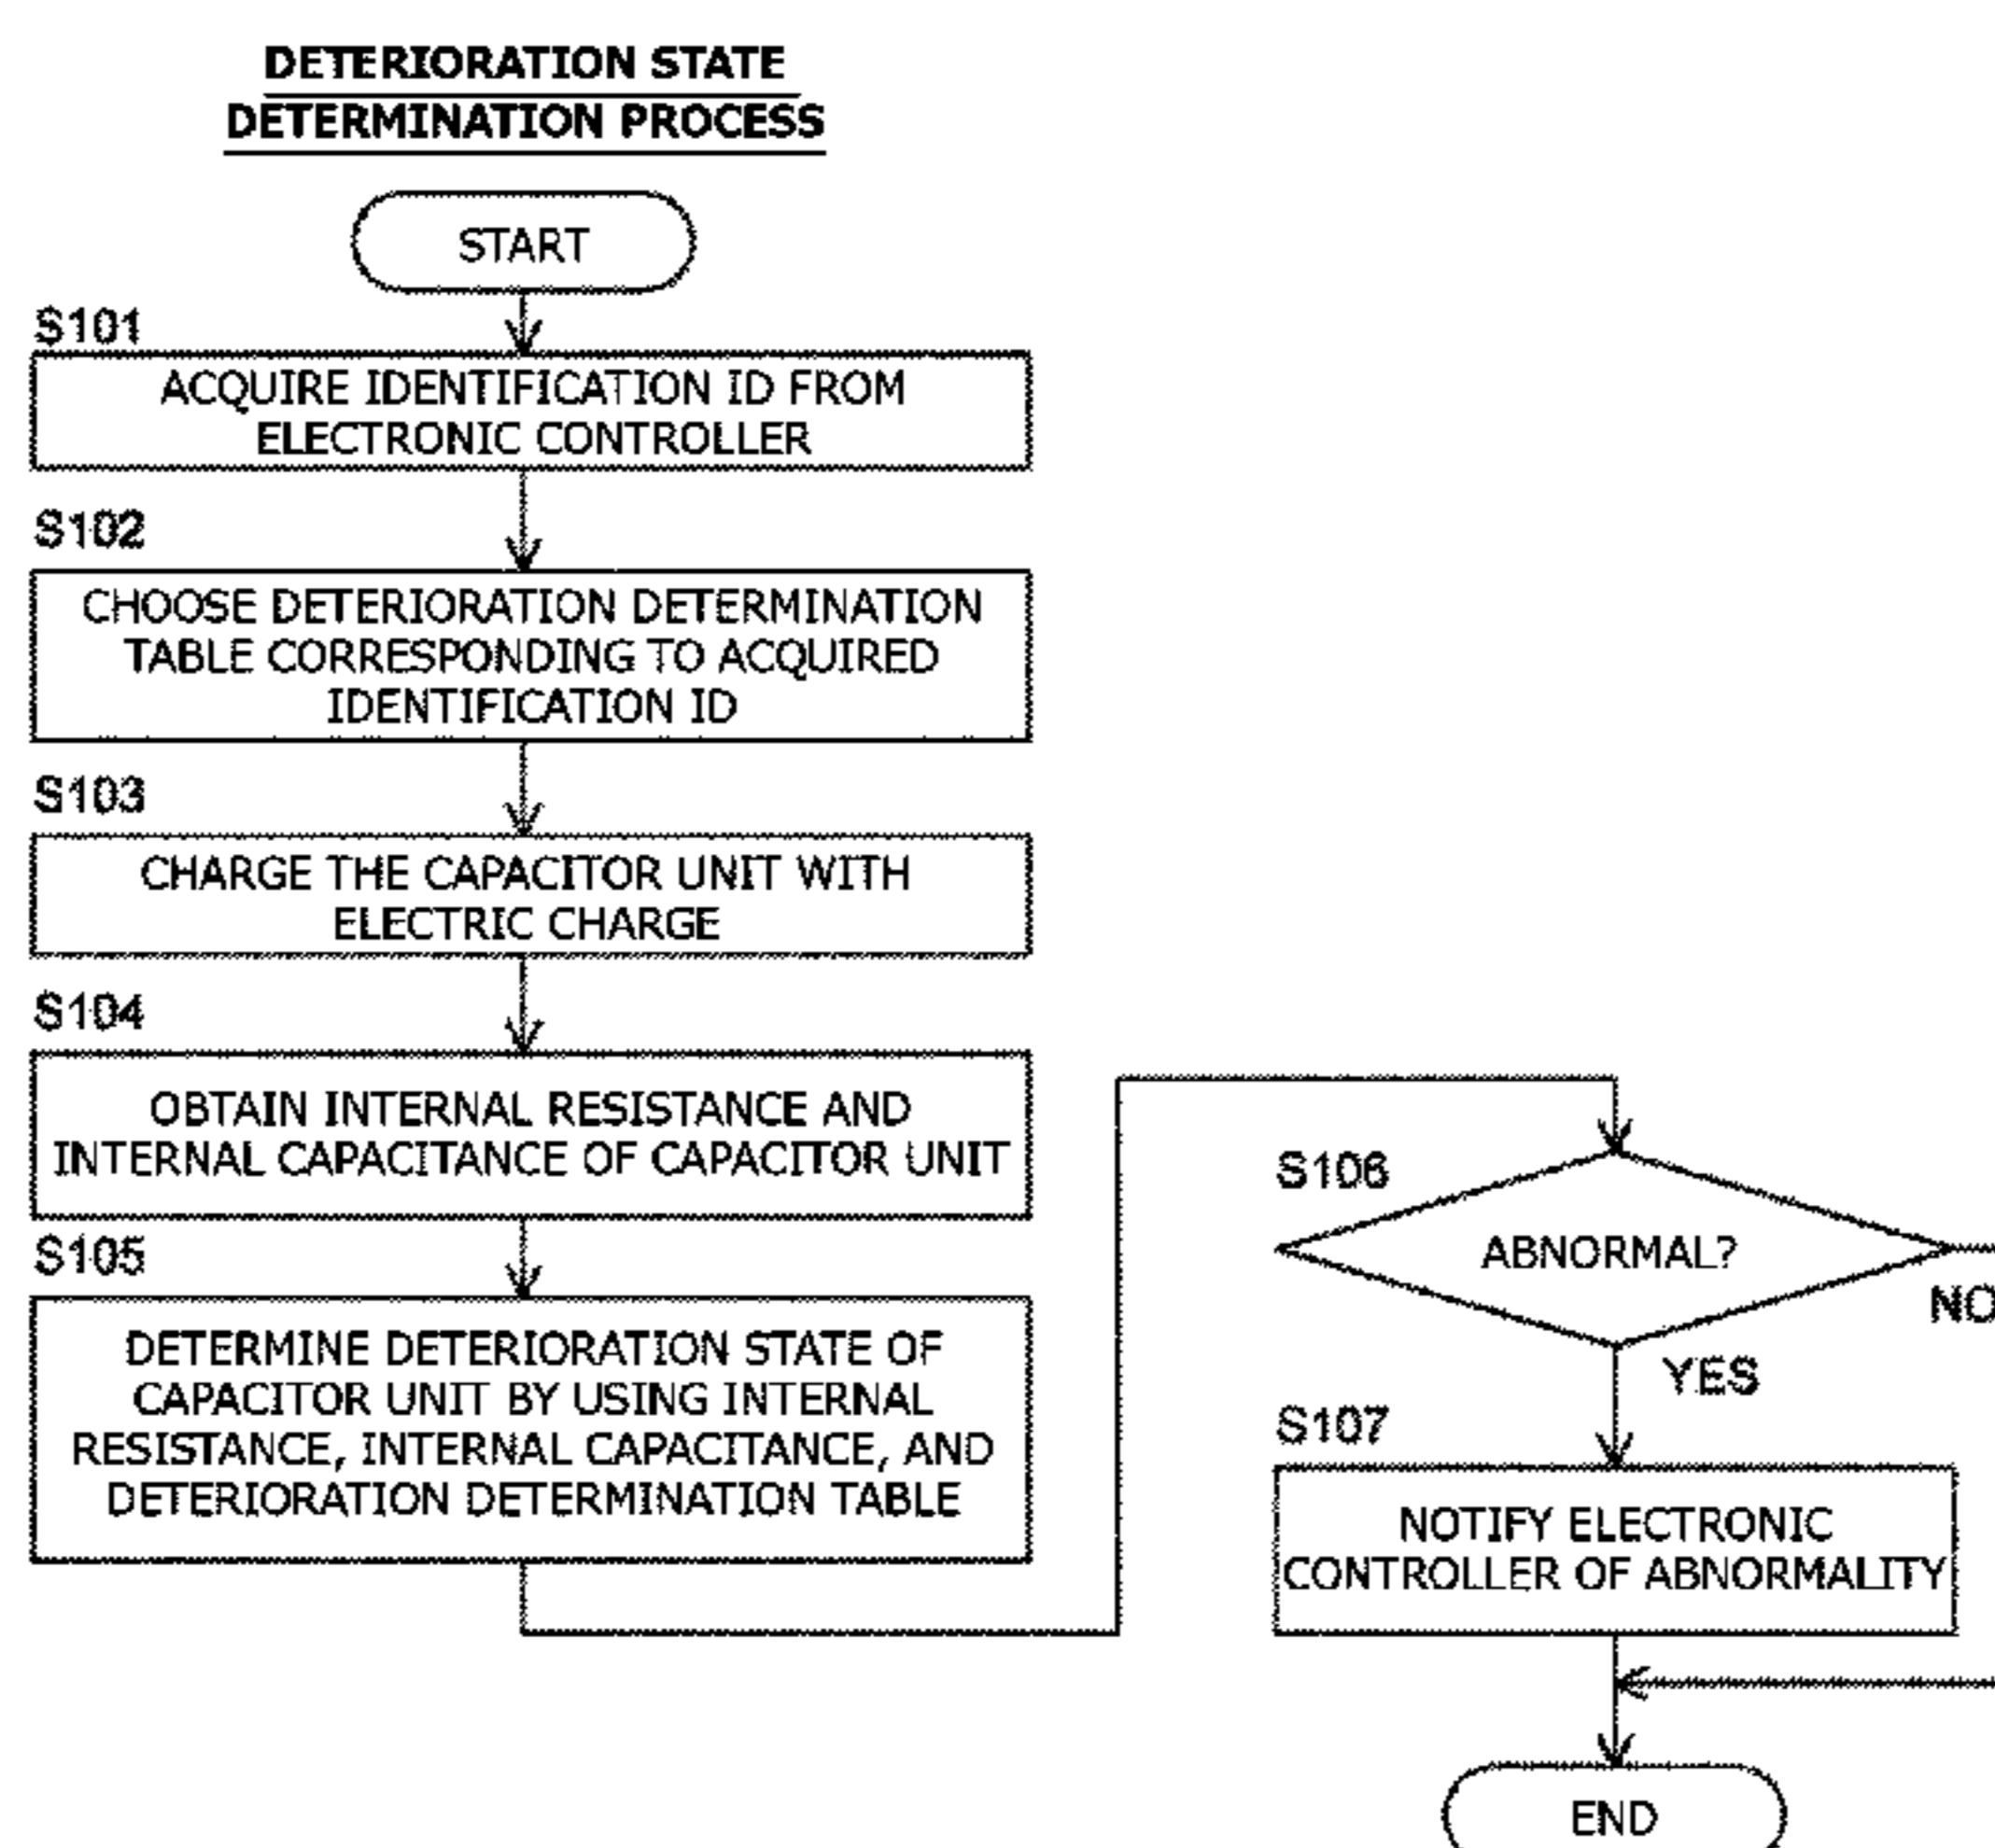 DETERIORATION STATE
DETERMINATION PROCESS
START
S101
ACQUIRE IDENTIFICATION ID FROM
ELECTRONIC CONTROLLER
S102
CHOOSE DETERIORATION DETERMINATION
TABLE CORRESPONDING TO ACQUIRED
IDENTIFICATION ID
S103
CHARGE THE CAPACITOR UNIT WITH
ELECTRIC CHARGE
S104
OBTAIN INTERNAL RESISTANCE AND
INTERNAL CAPACITANCE OF CAPACITOR UNIT
S105
DETERMINE DETERIORATION STATE OF
CAPACITOR UNIT BY USING INTERNAL
RESISTANCE, INTERNAL CAPACITANCE, AND
DETERIORATION DETERMINATION TABLE
S106
ABNORMAL?
NO
YES
S107
NOTIFY ELECTRONIC
CONTROLLER OF ABNORMALITY
END